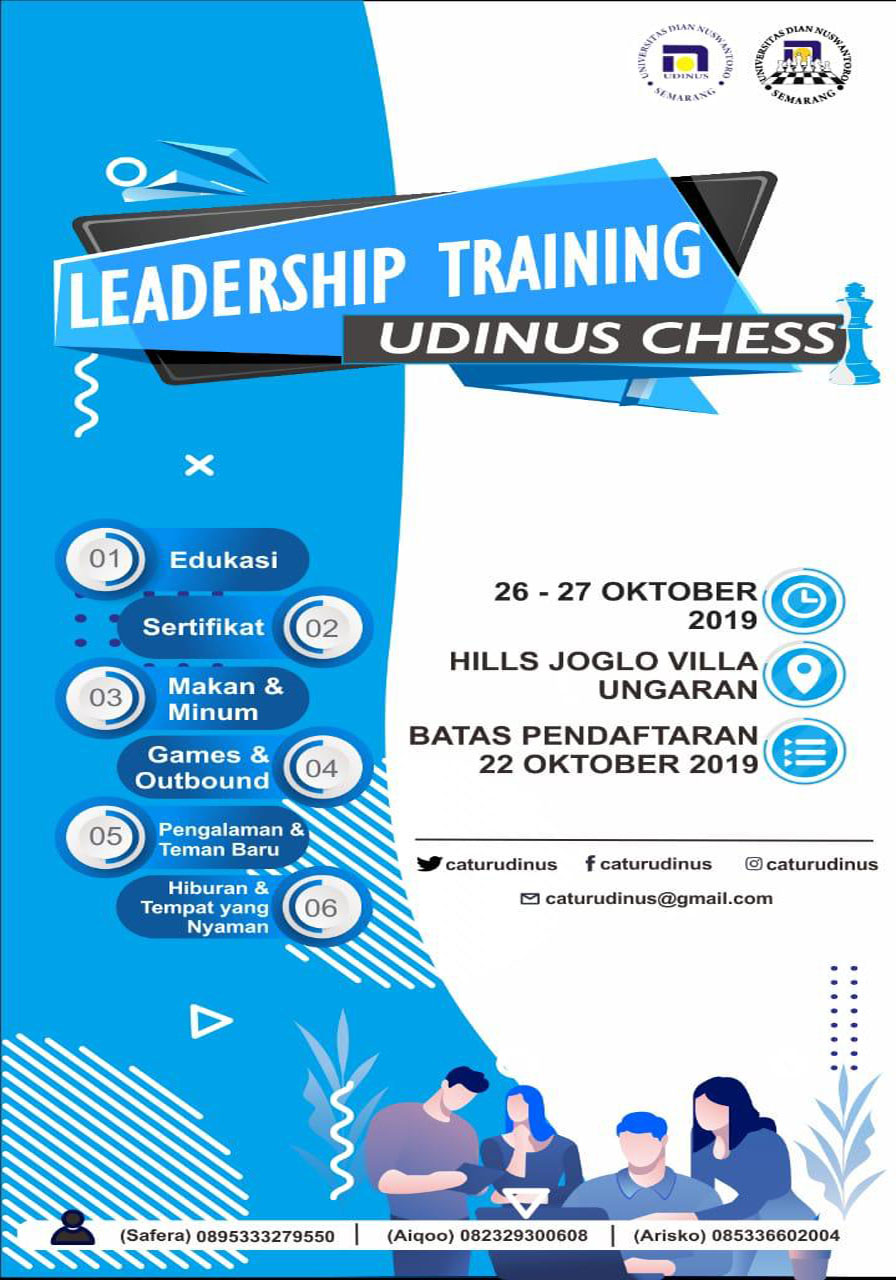 UNIVERSITAS DIAN NUSWANTORO
UDINUS
SEMARANG
UNIVERSITAS DIAN NUSWANTORO
SEMARANG
LEADERSHIP TRAINING
UDINUS CHESS
01 Edukasi
Sertifikat 02
03 Makan &
Minum
Games &
Outbound 04
05 Pengalaman &
Teman Baru
Hiburan &
Tempat yang
Nyaman 06
26 - 27 OKTOBER
2019
HILLS JOGLO VILLA
UNGARAN
BATAS PENDAFTARAN
22 OKTOBER 2019
caturudinus caturudinus caturudinus
caturudinus@gmail.com
(Safera) 0895333279550 | (Aiqoo) 082329300608 | (Arisko) 085336602004